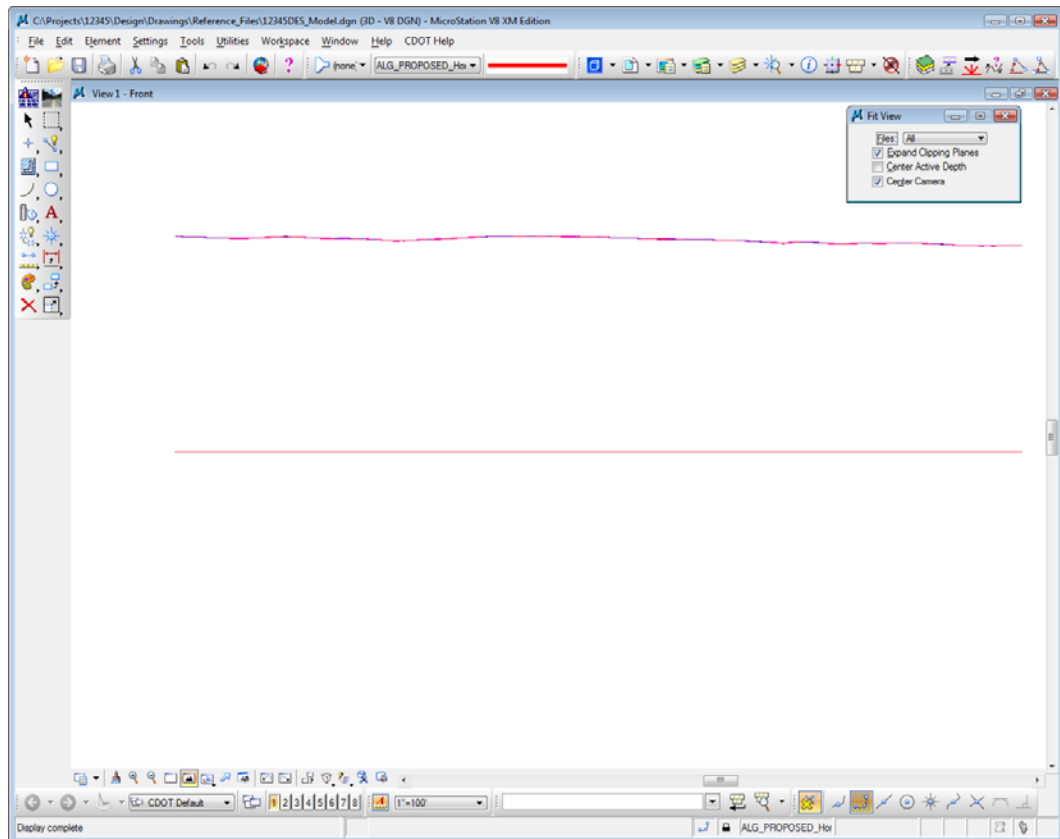 C:\Projects\12345\Design\Drawings\Reference_Files\12345DES_Model.dgn (3D - V8 DGN) - MicroStation V8 XM Edition
File Edit Element Settings Tools Utilities Workspace Window Help CDOT Help
(none) ALG_PROPOSED_Hor
View 1 - Front
Fit View
Files: All
Expand Clipping Planes
Center Active Depth
Center Camera
CDOT Default 1 2 3 4 5 6 7 8 1"=100'
Display complete ALG_PROPOSED_Hor